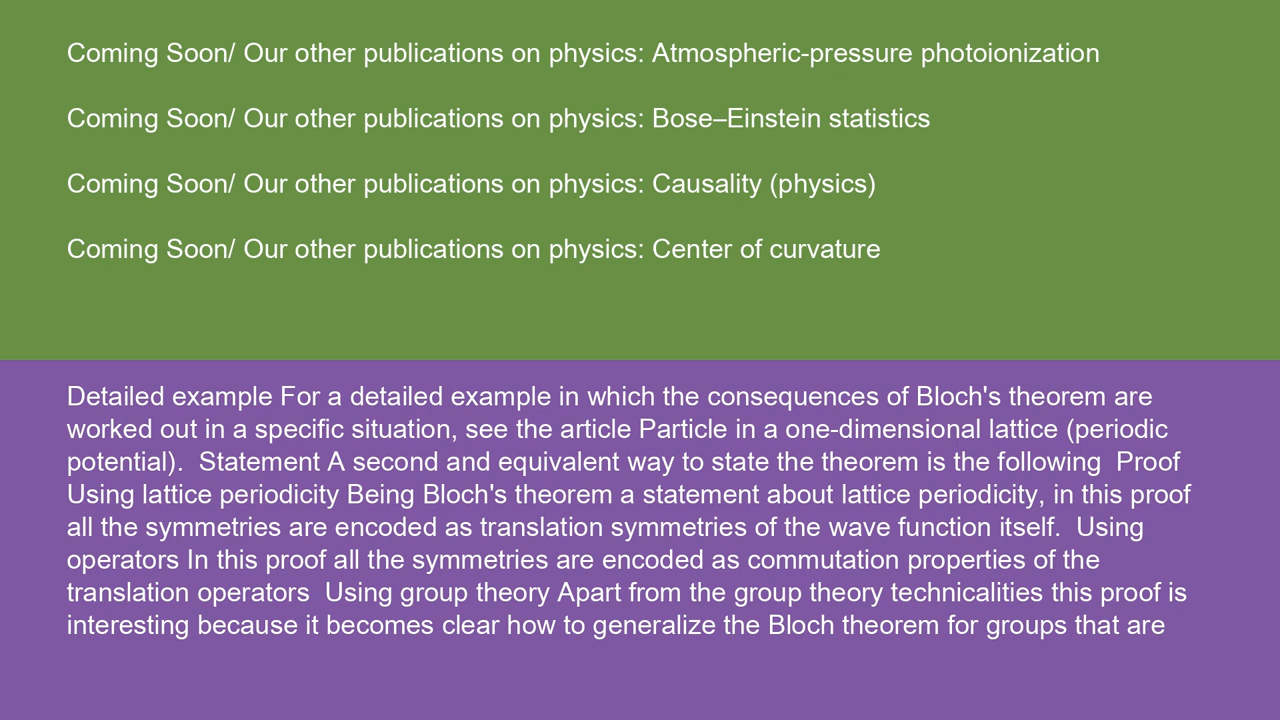 Coming Soon/ Our other publications on physics: Atmospheric-pressure photoionization
Coming Soon/ Our other publications on physics: Bose–Einstein statistics
Coming Soon/ Our other publications on physics: Causality (physics)
Coming Soon/ Our other publications on physics: Center of curvature
Detailed example For a detailed example in which the consequences of Bloch's theorem are
worked out in a specific situation, see the article Particle in a one-dimensional lattice (periodic
potential).  Statement A second and equivalent way to state the theorem is the following  Proof
Using lattice periodicity Being Bloch's theorem a statement about lattice periodicity, in this proof
all the symmetries are encoded as translation symmetries of the wave function itself.  Using
operators In this proof all the symmetries are encoded as commutation properties of the
translation operators  Using group theory Apart from the group theory technicalities this proof is
interesting because it becomes clear how to generalize the Bloch theorem for groups that are